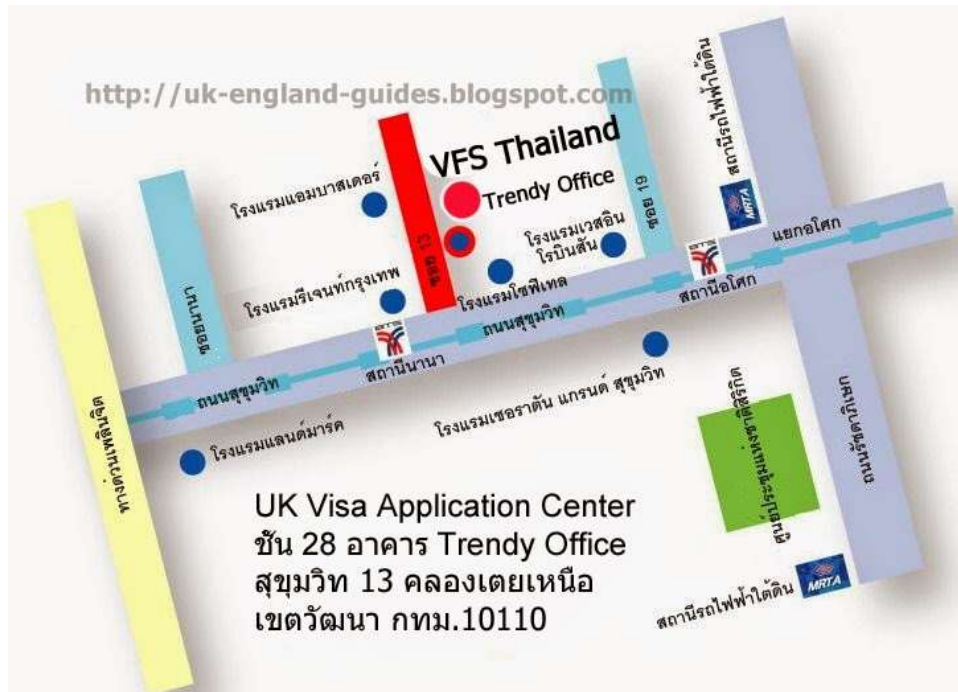 http://uk-england-guides.blogspot.com
VFS Thailand
Trendy Office
โรงแรมแอมบาสเดอร์
ซอย 13
ซอย 19
สถานีรถไฟฟ้าใต้ดิน
MRTA
โรงแรมเวสอิน
โรบินสัน
แยกอโศก
BTS
สถานีอโศก
โรงแรมรีเจนท์กรุงเทพ
โรงแรมโซฟีเทล
ถนนสุขุมวิท
BTS
สถานีนานา
ซอยนานา
ถนนสุขุมวิท
ทางด่วนเพลินจิต
โรงแรมแลนด์มาร์ค
โรงแรมเชอราตัน แกรนด์ สุขุมวิท
ศูนย์ประชุมแห่งชาติสิริกิต
ถนนรัชดาภิเษก
UK Visa Application Center
ชั้น 28 อาคาร Trendy Office
สุขุมวิท 13 คลองเตยเหนือ
เขตวัฒนา กทม.10110
สถานีรถไฟฟ้าใต้ดิน
MRTA